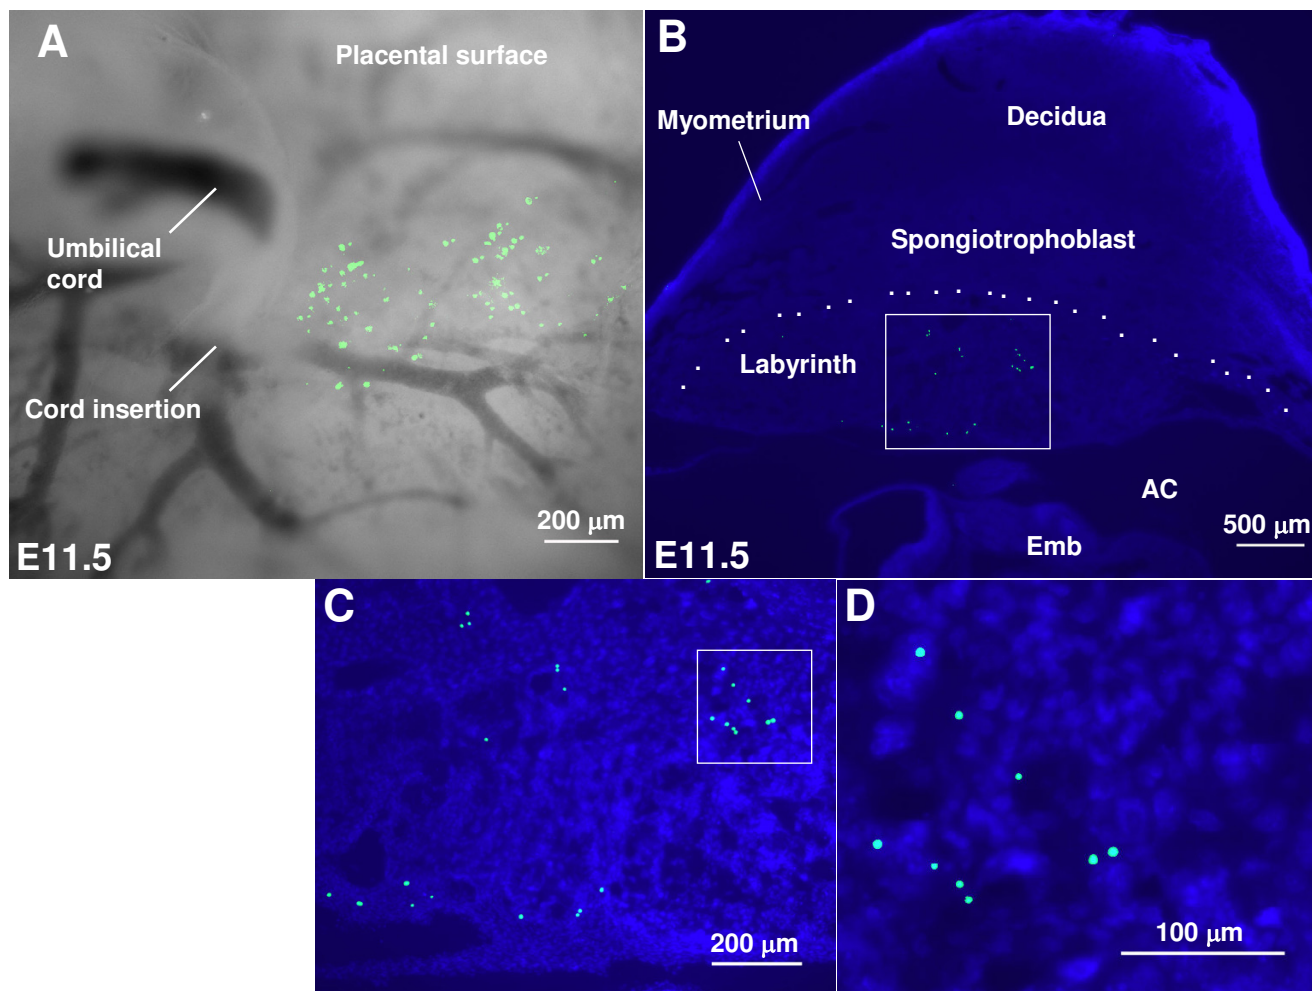 A
Placental surface
Umbilical
cord
Cord insertion
200 μm
E11.5
B
Myometrium
Decidua
Spongiotrophoblast
Labyrinth
AC
500 μm
Emb
E11.5
C
200 μm
D
100 μm